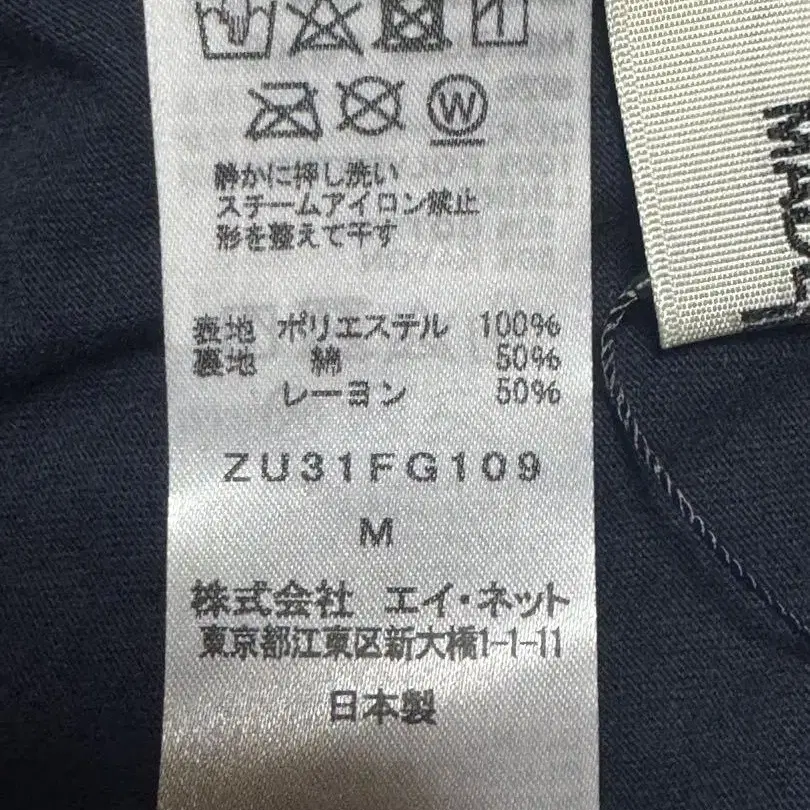 W
静かに押し洗い
スチームアイロン禁止
形を整えて干す
表地 ポリエステル 100%
裏地 綿 50%
レーヨン 50%
ZU31FG109
M
株式会社 エイ・ネット
東京都江東区新大橋1-1-11
日本製
MADE